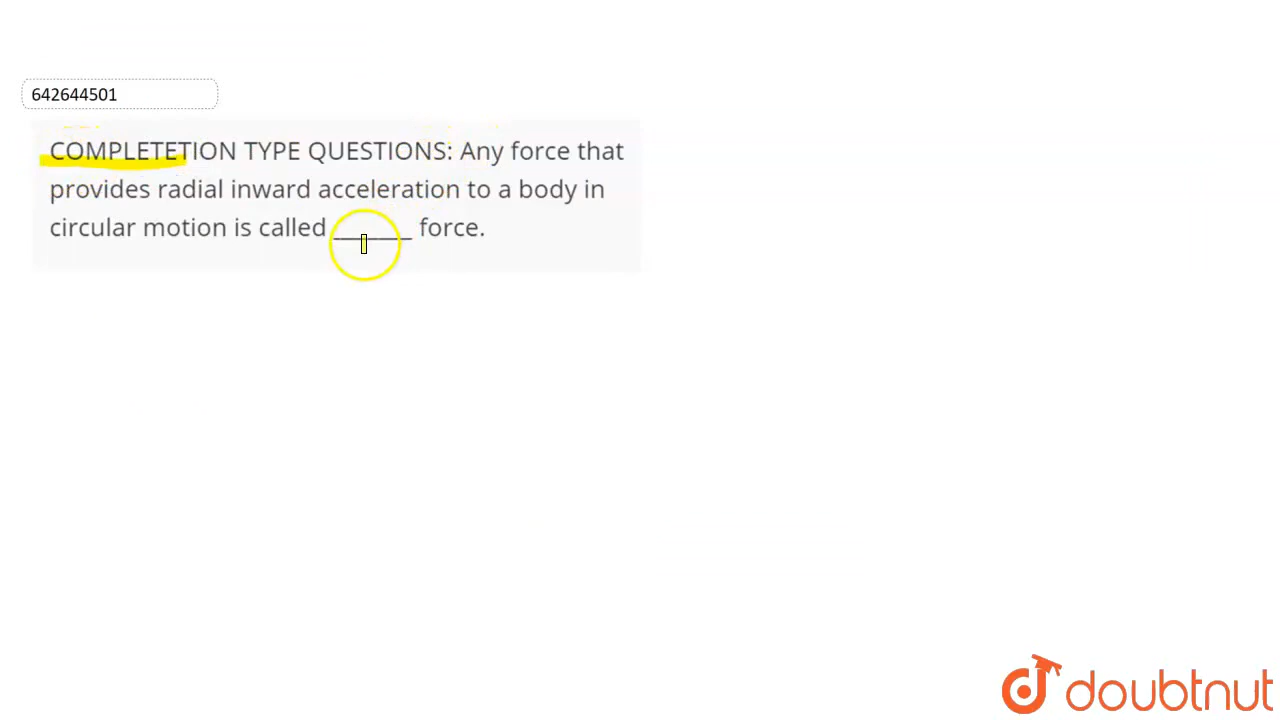 642644501
COMPLETETION TYPE QUESTIONS: Any force that
provides radial inward acceleration to a body in
circular motion is called ______ force.
doubtnut